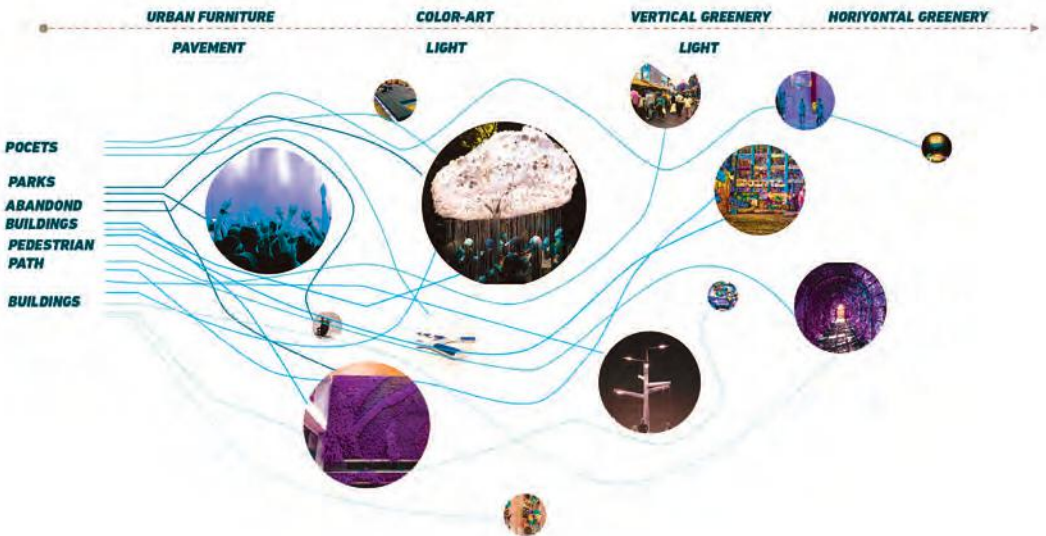 URBAN FURNITURE COLOR-ART VERTICAL GREENERY HORIYONTAL GREENERY
PAVEMENT LIGHT LIGHT
POCETS
PARKS
ABANDOND
BUILDINGS
PEDESTRIAN
PATH
BUILDINGS